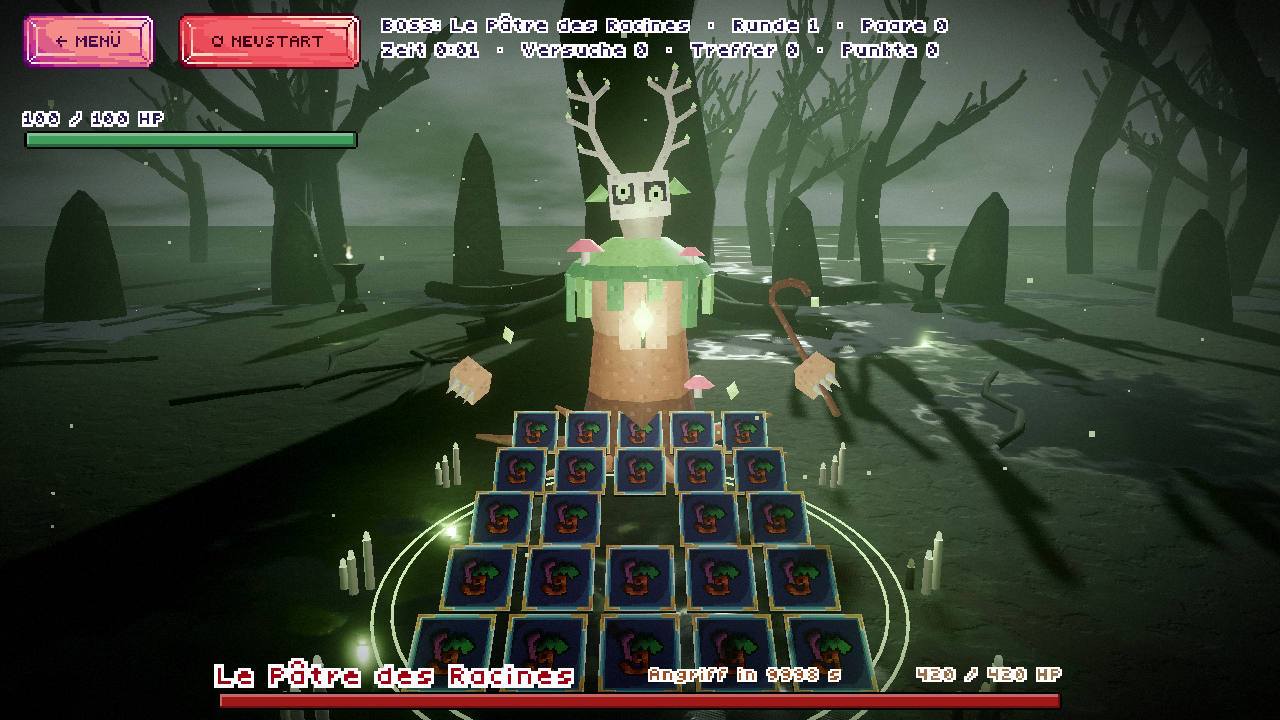 ← MENÜ
↻ NEUSTART
BOSS: Le Pâtre des Racines · Runde 1 · Paare 0
Zeit 0:01 · Versuche 0 · Treffer 0 · Punkte 0
100 / 100 HP
Le Pâtre des Racines
Angriff in 9998 s
420 / 420 HP